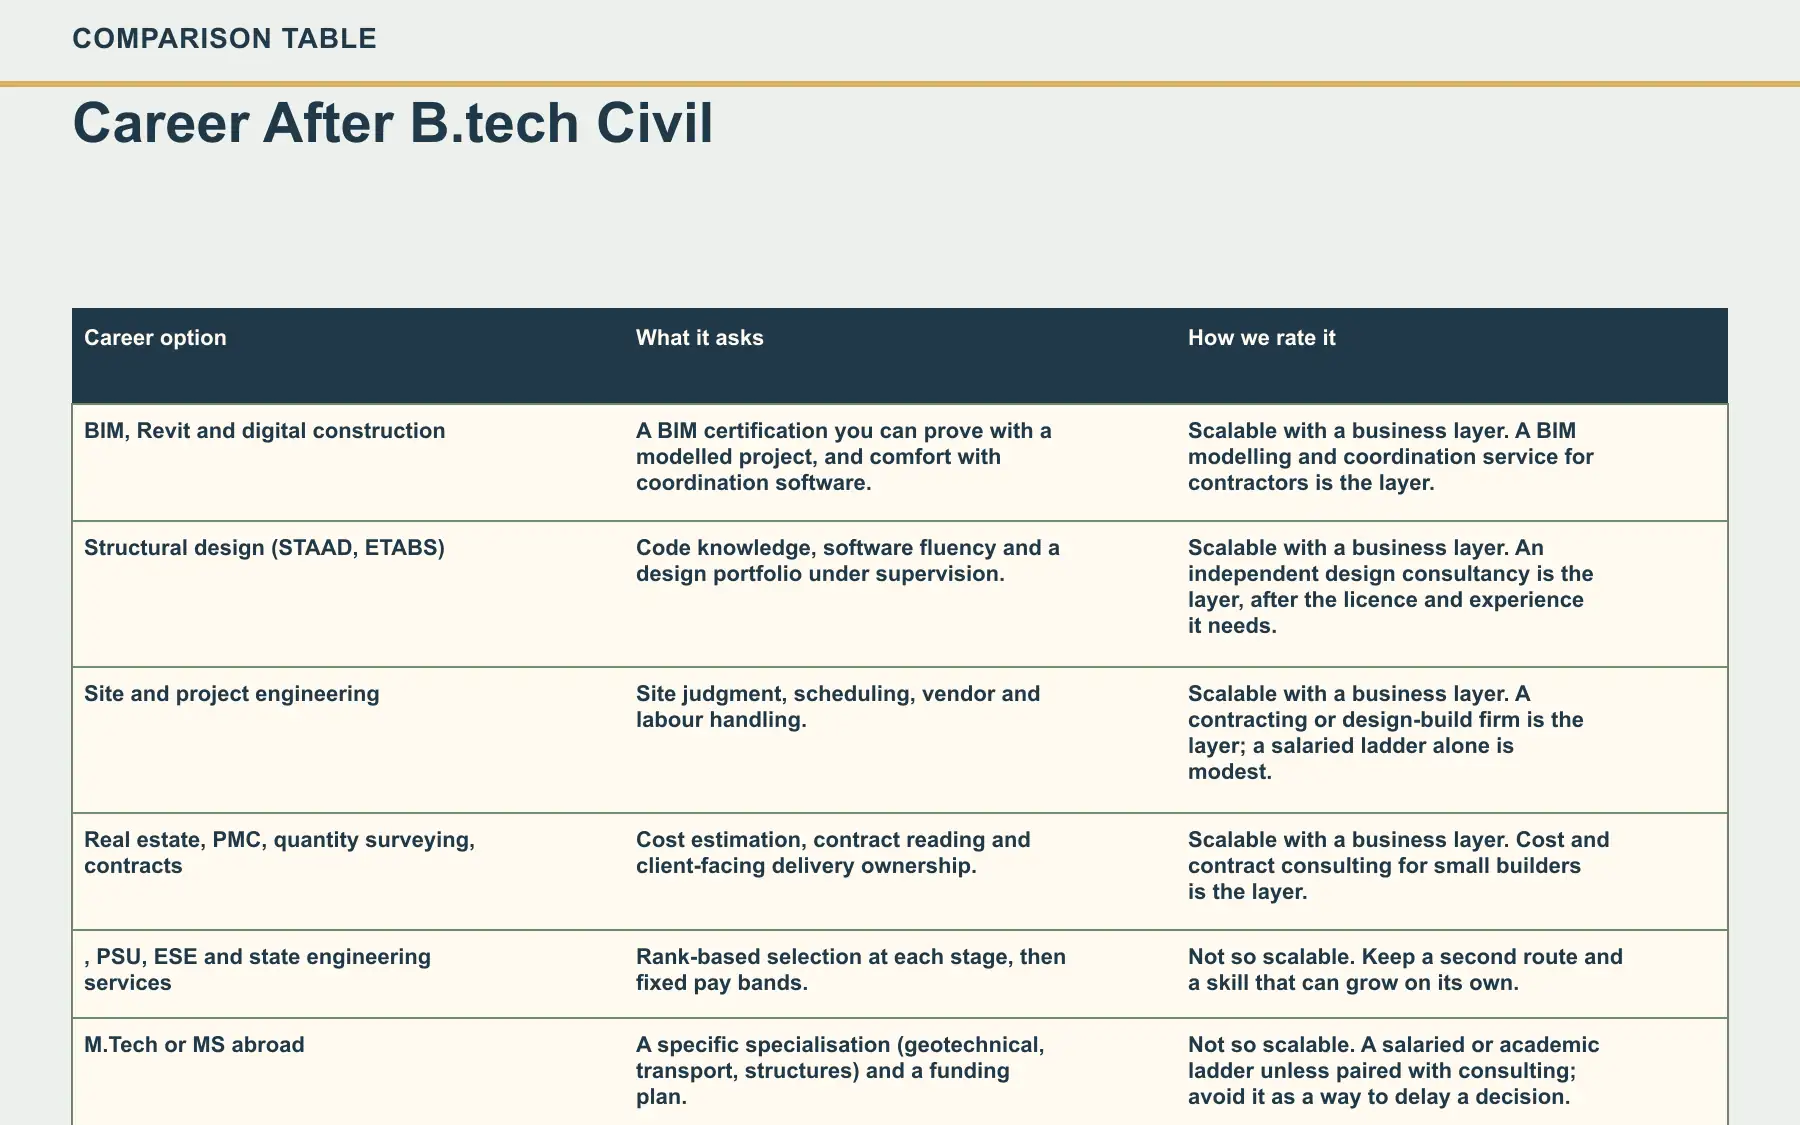 COMPARISON TABLE
Career After B.tech Civil
Career option
What it asks
How we rate it
BIM, Revit and digital construction
A BIM certification you can prove with a
modelled project, and comfort with
coordination software.
Scalable with a business layer. A BIM
modelling and coordination service for
contractors is the layer.
Structural design (STAAD, ETABS)
Code knowledge, software fluency and a
design portfolio under supervision.
Scalable with a business layer. An
independent design consultancy is the
layer, after the licence and experience
it needs.
Site and project engineering
Site judgment, scheduling, vendor and
labour handling.
Scalable with a business layer. A
contracting or design-build firm is the
layer; a salaried ladder alone is
modest.
Real estate, PMC, quantity surveying,
contracts
Cost estimation, contract reading and
client-facing delivery ownership.
Scalable with a business layer. Cost and
contract consulting for small builders
is the layer.
, PSU, ESE and state engineering
services
Rank-based selection at each stage, then
fixed pay bands.
Not so scalable. Keep a second route and
a skill that can grow on its own.
M.Tech or MS abroad
A specific specialisation (geotechnical,
transport, structures) and a funding
plan.
Not so scalable. A salaried or academic
ladder unless paired with consulting;
avoid it as a way to delay a decision.